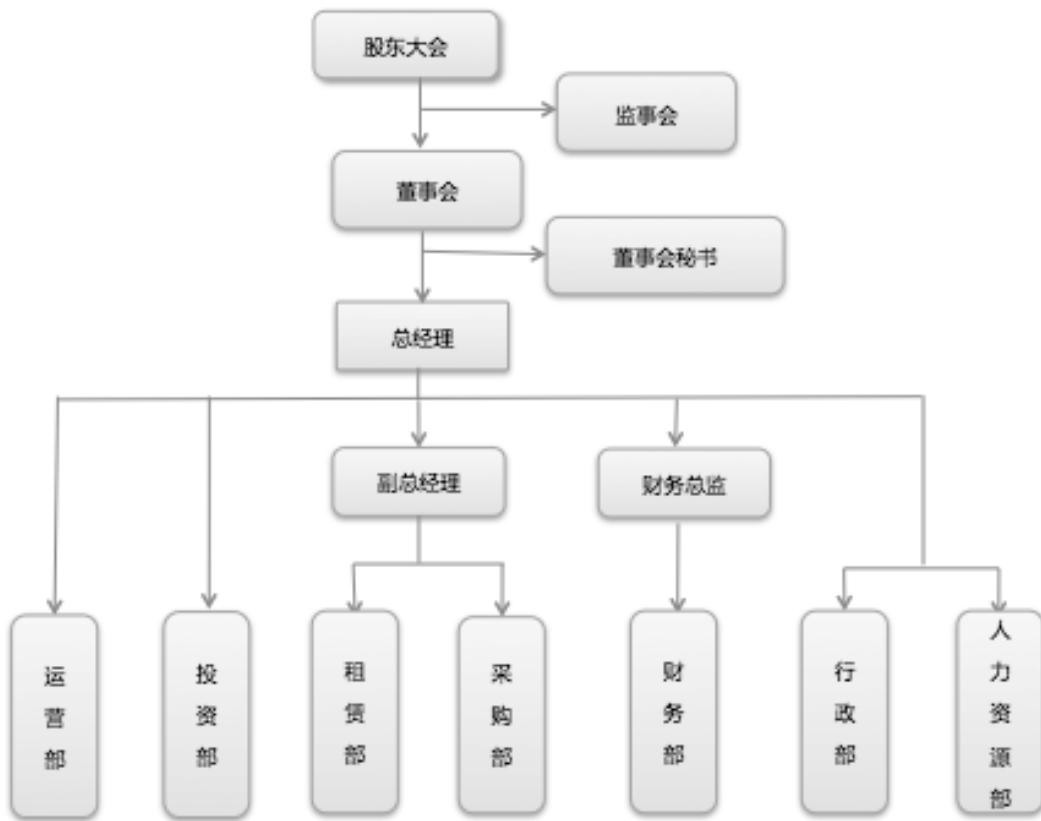 股东大会
监事会
董事会
董事会秘书
总经理
副总经理
财务总监
运营部
投资部
租赁部
采购部
财务部
行政部
人力资源部